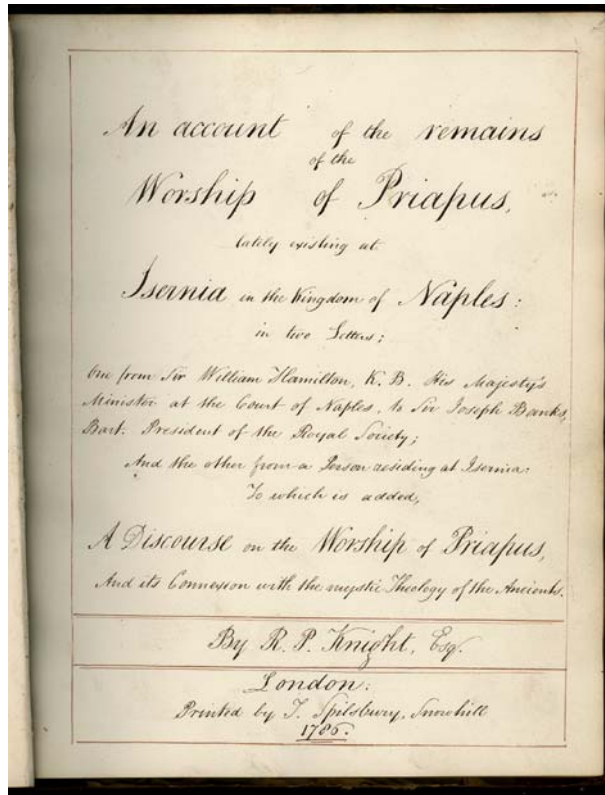 An account of the remains
of the
Worship of Priapus,
lately existing at
Isernia in the Kingdom of Naples:
in two Letters;
One from Sir William Hamilton, K. B. His Majesty's
Minister at the Court of Naples, to Sir Joseph Banks,
Bart. President of the Royal Society;
And the other from a Person residing at Isernia:
To which is added,
A Discourse on the Worship of Priapus,
And its Connexion with the mystic Theology of the Ancients.
By R. P. Knight, Esq.
London:
Printed by T. Spilsbury, Snowhill
1786.